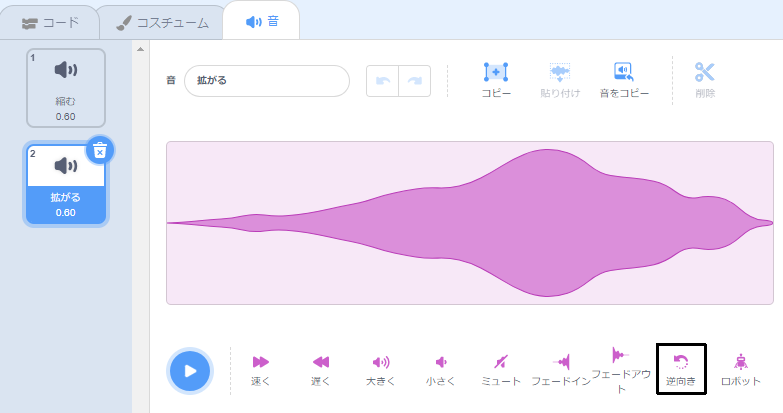 コード
コスチューム
音
1
縮む
0.60
2
拡がる
0.60
音
拡がる
コピー
貼り付け
音をコピー
削除
速く
遅く
大きく
小さく
ミュート
フェードイン
フェードアウ
ト
逆向き
ロボット